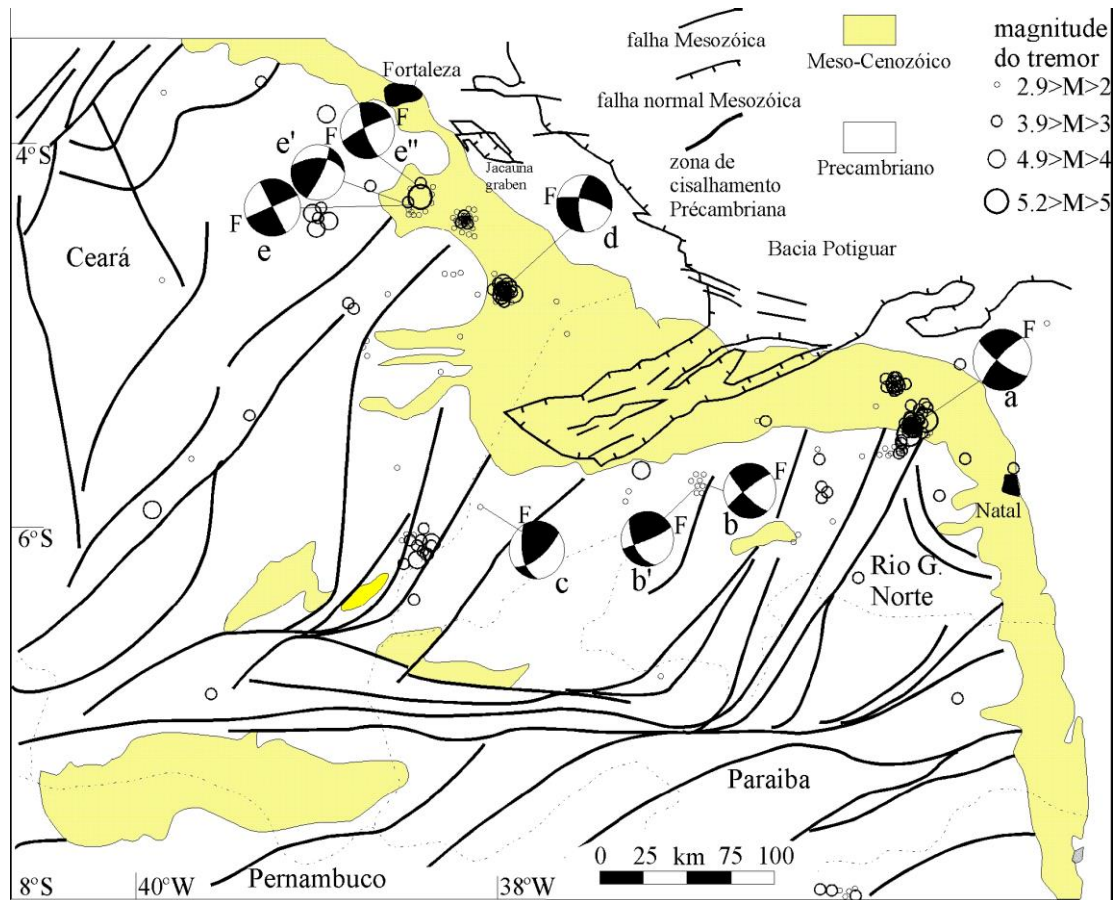 falha Mesozóica
falha normal Mesozóica
zona de
cisalhamento
Précambriana
Meso-Cenozóico
Precambriano
magnitude
do tremor
2.9>M>2
3.9>M>3
4.9>M>4
5.2>M>5
Fortaleza
F
F
e'
e"
4°S
Jacauna
graben
F
e
F
d
Ceará
Bacia Potiguar
F
a
F
b
F
b'
F
c
Natal
6°S
Rio G.
Norte
Paraiba
0 25 km 75 100
8°S
40°W
38°W
Pernambuco